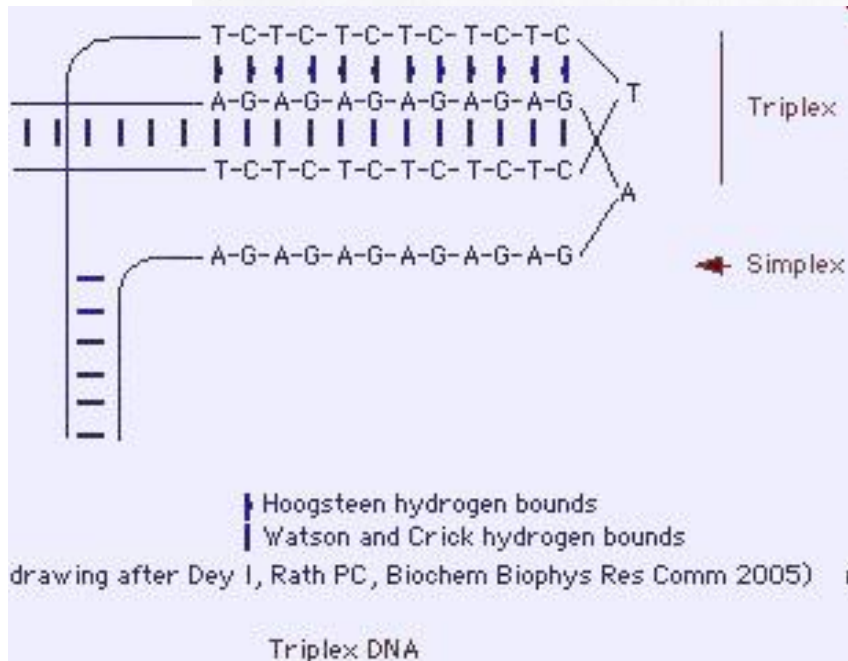 T-C-T-C-T-C-T-C-T-C-T-C
T
A-G-A-G-A-G-A-G-A-G-A-G
Triplex
T-C-T-C-T-C-T-C-T-C-T-C
A
A-G-A-G-A-G-A-G-A-G-A-G
Simplex
Hoogsteen hydrogen bounds
Watson and Crick hydrogen bounds
drawing after Dey I, Rath PC, Biochem Biophys Res Comm 2005)
Triplex DNA